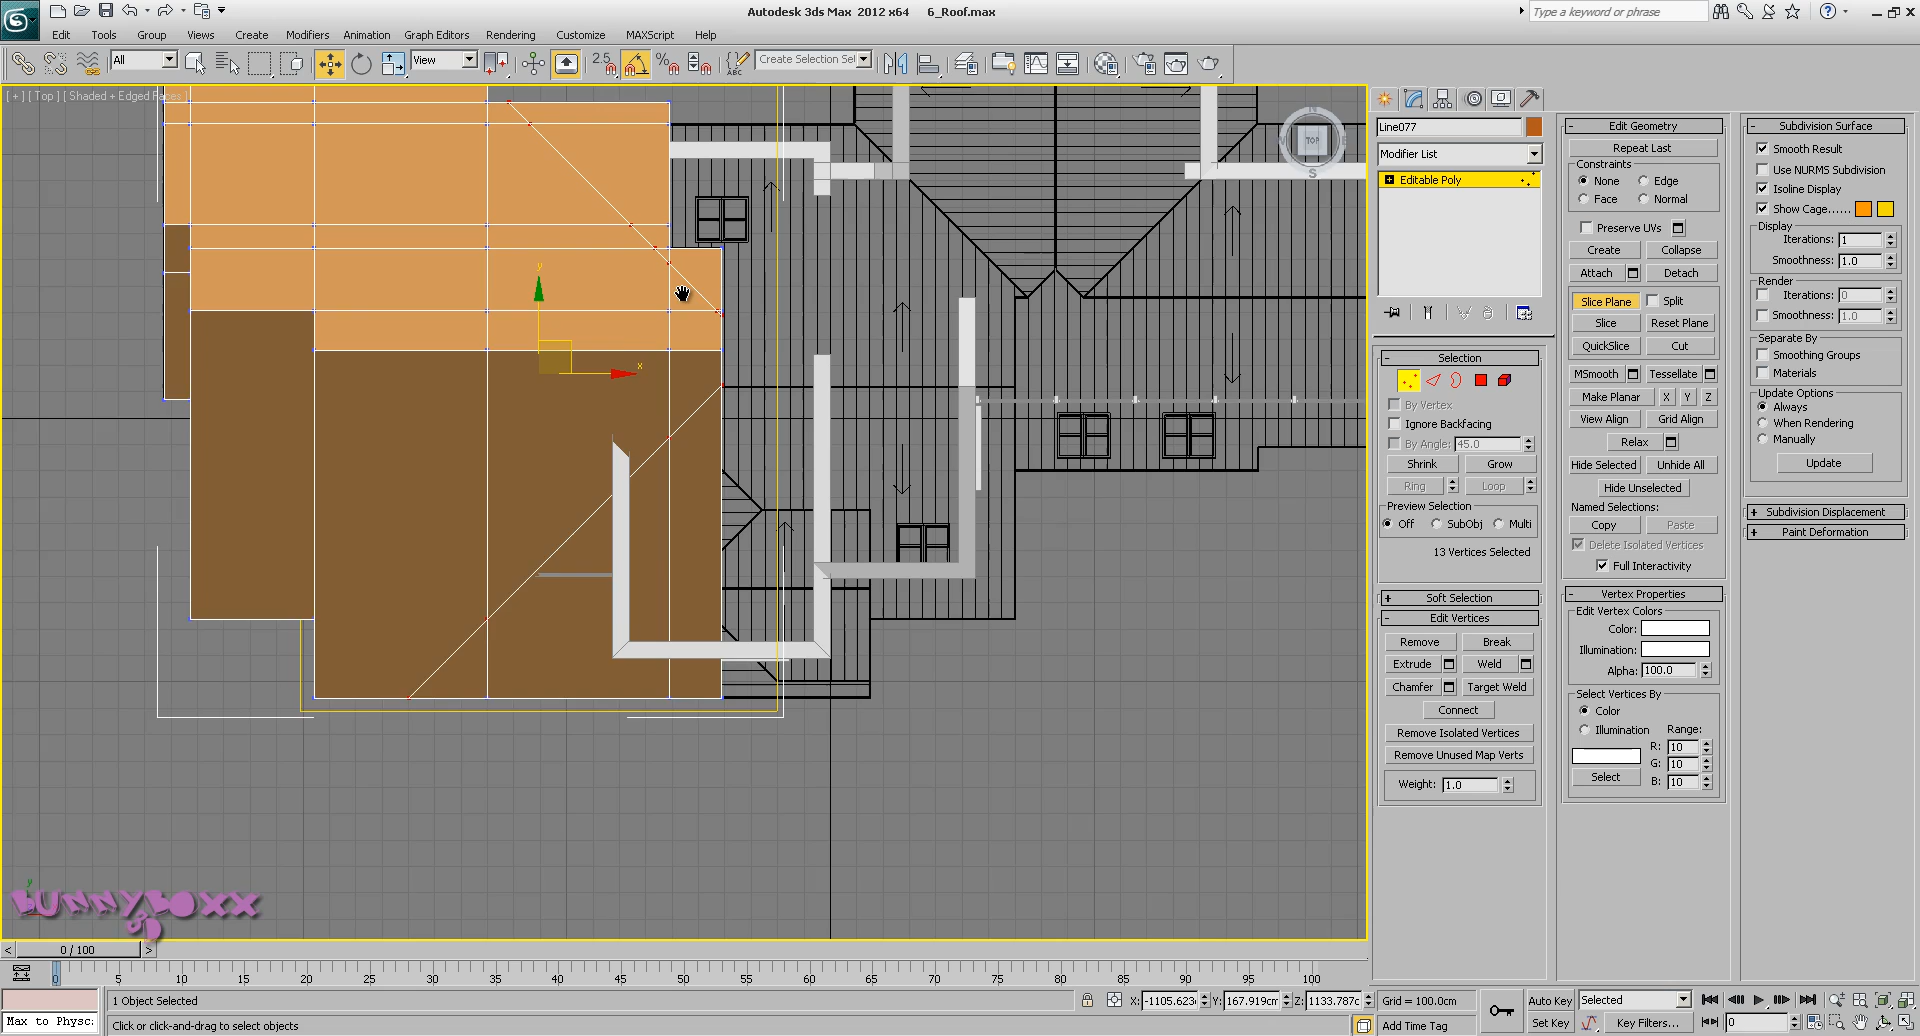 Autodesk 3ds Max 2012 x64 6_Roof.max
Type a keyword or phrase
Edit Tools Group Views Create Modifiers Animation Graph Editors Rendering Customize MAXScript Help
All View 2.5 Create Selection Sel
[ + ] [ Top ] [ Shaded + Edged Faces ]
TOP
S
y
x
Line077
Modifier List
Editable Poly
Selection
By Vertex
Ignore Backfacing
By Angle: 45.0
Shrink Grow
Ring Loop
Preview Selection
Off SubObj Multi
13 Vertices Selected
Soft Selection
Edit Vertices
Remove Break
Extrude Weld
Chamfer Target Weld
Connect
Remove Isolated Vertices
Remove Unused Map Verts
Weight: 1.0
Edit Geometry
Repeat Last
Constraints
None Edge
Face Normal
Preserve UVs
Create Collapse
Attach Detach
Slice Plane Split
Slice Reset Plane
QuickSlice Cut
MSmooth Tessellate
Make Planar X Y Z
View Align Grid Align
Relax
Hide Selected Unhide All
Hide Unselected
Named Selections:
Copy Paste
Delete Isolated Vertices
Full Interactivity
Vertex Properties
Edit Vertex Colors
Color:
Illumination:
Alpha: 100.0
Select Vertices By
Color
Illumination Range:
R: 10
G: 10
Select B: 10
Subdivision Surface
Smooth Result
Use NURMS Subdivision
Isoline Display
Show Cage......
Display
Iterations: 1
Smoothness: 1.0
Render
Iterations: 0
Smoothness: 1.0
Separate By
Smoothing Groups
Materials
Update Options
Always
When Rendering
Manually
Update
Subdivision Displacement
Paint Deformation
BUNNYBOXX
3D
< 0 / 100 >
0 5 10 15 20 25 30 35 40 45 50 55 60 65 70 75 80 85 90 95 100
1 Object Selected X: -1105.623 Y: 167.919cm Z: 1133.787c Grid = 100.0cm Auto Key Selected
Max to Physc: Click or click-and-drag to select objects Add Time Tag Set Key Key Filters... 0